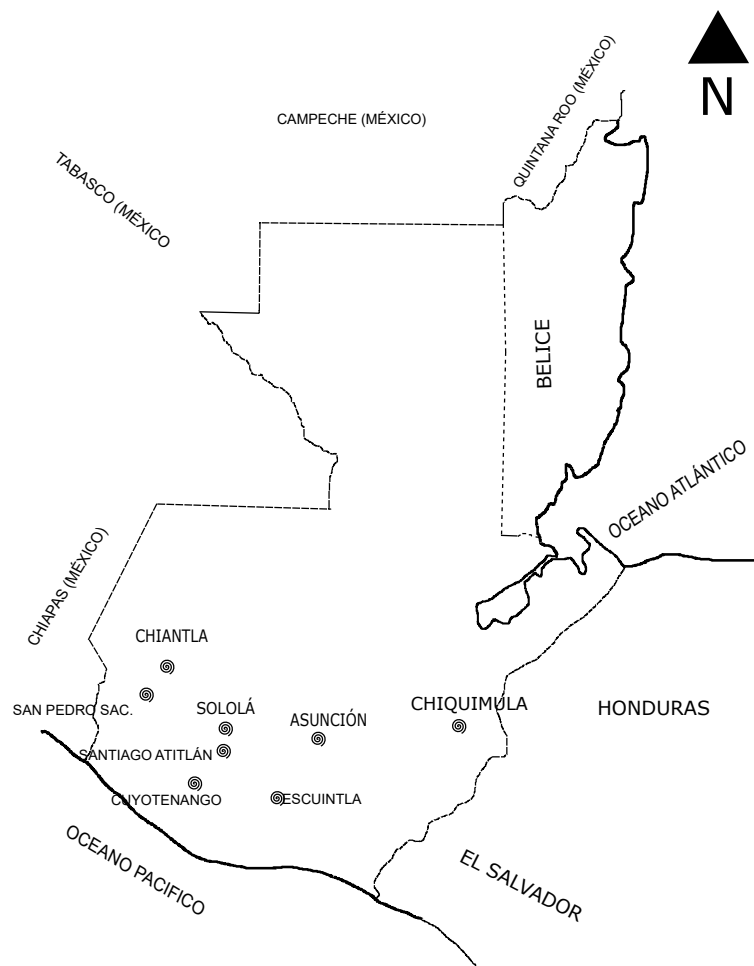 N
QUINTANA ROO (MÉXICO)
CAMPECHE (MÉXICO)
TABASCO (MÉXICO
BELICE
OCEANO ATLÁNTICO
CHIAPAS (MÉXICO)
CHIANTLA
SAN PEDRO SAC.
SOLOLÁ
ASUNCIÓN
CHIQUIMULA
HONDURAS
SANTIAGO ATITLÁN
CUYOTENANGO
ESCUINTLA
OCEANO PACIFICO
EL SALVADOR